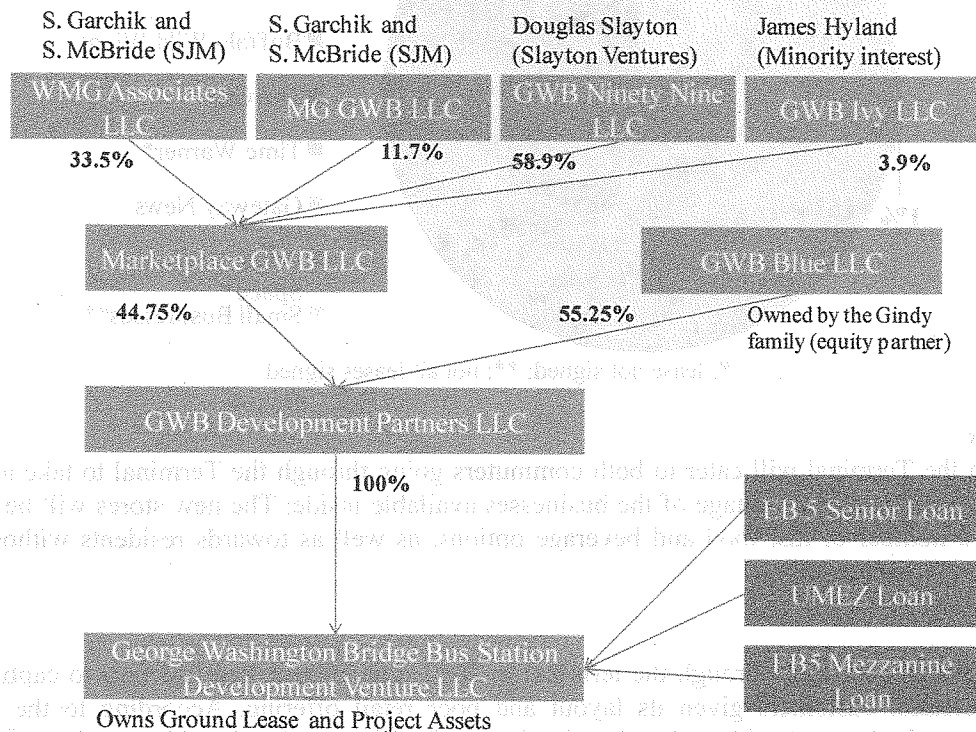 S. Garchik and
S. McBride (SJM)
S. Garchik and
S. McBride (SJM)
Douglas Slayton
(Slayton Ventures)
James Hyland
(Minority interest)
WMG Associates
LLC
MG GWB LLC
GWB Ninety Nine
LLC
GWB Ivy LLC
33.5%
11.7%
58.9%
3.9%
Marketplace GWB LLC
GWB Blue LLC
44.75%
55.25%
Owned by the Gindy
family (equity partner)
GWB Development Partners LLC
100%
EB5 Senior Loan
UMEZ Loan
George Washington Bridge Bus Station
Development Venture LLC
EB5 Mezzanine
Loan
Owns Ground Lease and Project Assets